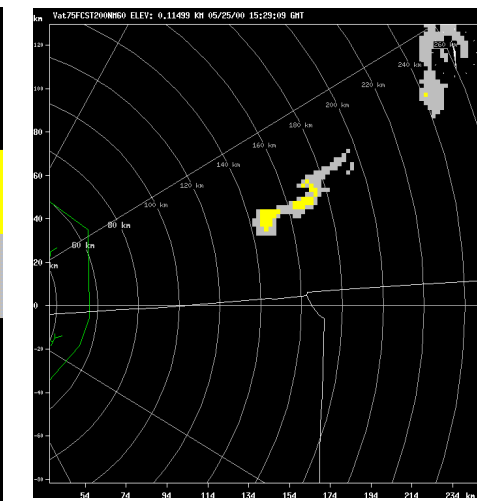 Vat75FCST200NM60 ELEV: 0.11499 KM 05/25/00 15:29:09 GMT
km
120
260 km
240 km
220 km
100
200 km
180 km
80
160 km
140 km
60
120 km
100 km
40
80 km
60 km
20
km
0
-20
-40
-60
-80
54 74 94 114 134 154 174 194 214 234 km